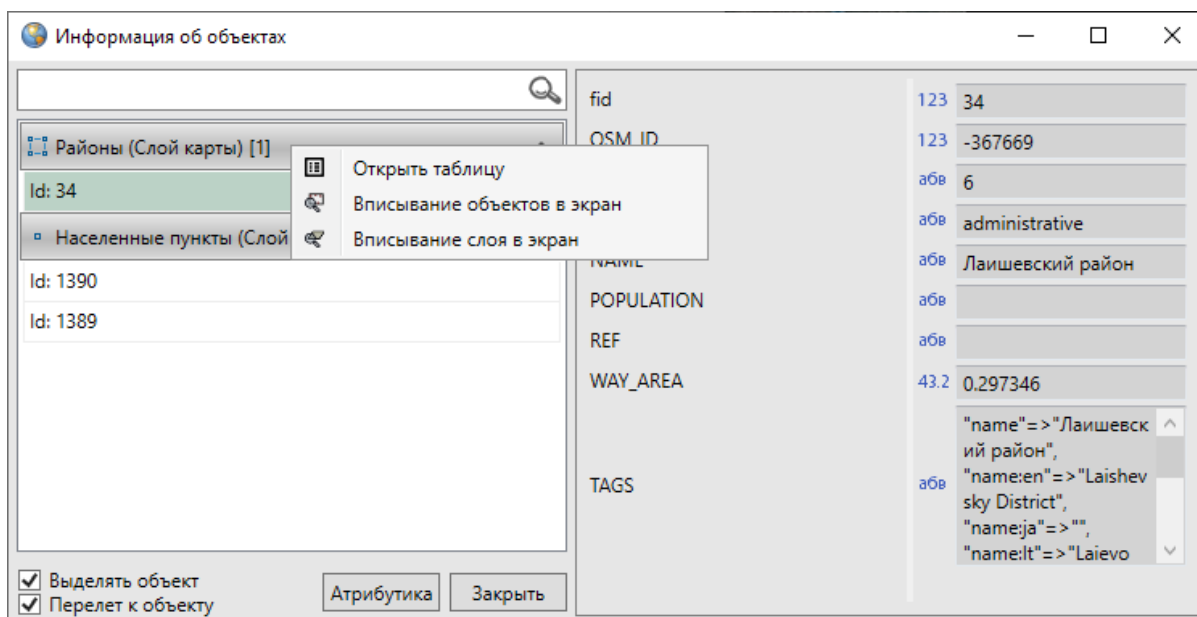 Информация об объектах
Районы (Слой карты) [1]
Id: 34
Населенные пункты (Слой
Id: 1390
Id: 1389
Открыть таблицу
Вписывание объектов в экран
Вписывание слоя в экран
Выделять объект
Перелет к объекту
Атрибутика
Закрыть
fid 123 34
OSM_ID 123 -367669
абв 6
абв administrative
NAME абв Лаишевский район
POPULATION абв
REF абв
WAY_AREA 43.2 0.297346
TAGS абв
"name"=>"Лаишевск
ий район",
"name:en"=>"Laishev
sky District",
"name:ja"=>"",
"name:lt"=>"Laievo